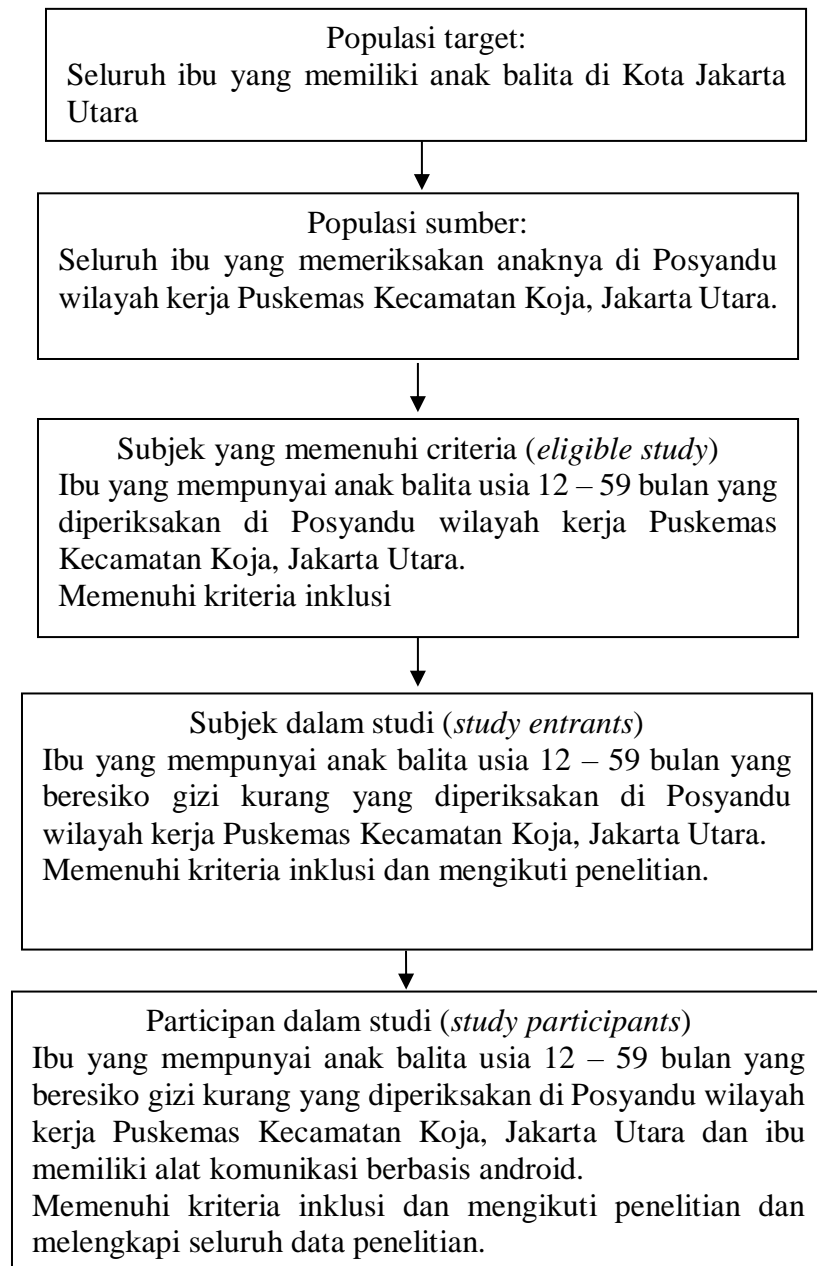 Populasi target:
Seluruh ibu yang memiliki anak balita di Kota Jakarta
Utara
Populasi sumber:
Seluruh ibu yang memeriksakan anaknya di Posyandu
wilayah kerja Puskemas Kecamatan Koja, Jakarta Utara.
Subjek yang memenuhi criteria (eligible study)
Ibu yang mempunyai anak balita usia 12 – 59 bulan yang
diperiksakan di Posyandu wilayah kerja Puskemas
Kecamatan Koja, Jakarta Utara.
Memenuhi kriteria inklusi
Subjek dalam studi (study entrants)
Ibu yang mempunyai anak balita usia 12 – 59 bulan yang
beresiko gizi kurang yang diperiksakan di Posyandu
wilayah kerja Puskemas Kecamatan Koja, Jakarta Utara.
Memenuhi kriteria inklusi dan mengikuti penelitian.
Participan dalam studi (study participants)
Ibu yang mempunyai anak balita usia 12 – 59 bulan yang
beresiko gizi kurang yang diperiksakan di Posyandu wilayah
kerja Puskemas Kecamatan Koja, Jakarta Utara dan ibu
memiliki alat komunikasi berbasis android.
Memenuhi kriteria inklusi dan mengikuti penelitian dan
melengkapi seluruh data penelitian.